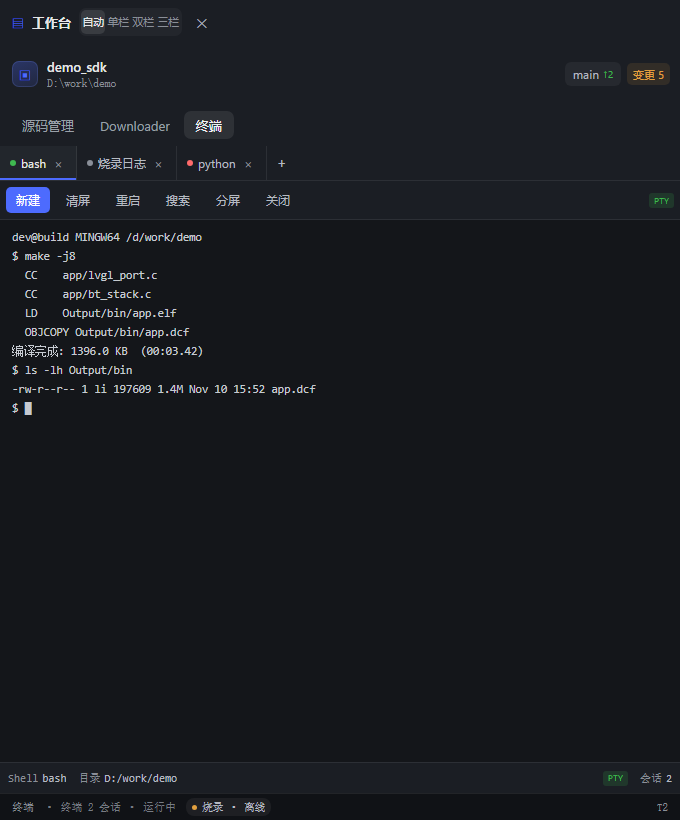 工作台 自动 单栏 双栏 三栏 ×
demo_sdk
D:\work\demo
main ↑2 变更 5
源码管理 Downloader 终端
bash × 烧录日志 × python × +
新建 清屏 重启 搜索 分屏 关闭 PTY
dev@build MINGW64 /d/work/demo
$ make -j8
CC app/lvgl_port.c
CC app/bt_stack.c
LD Output/bin/app.elf
OBJCOPY Output/bin/app.dcf
编译完成: 1396.0 KB (00:03.42)
$ ls -lh Output/bin
-rw-r--r-- 1 li 197609 1.4M Nov 10 15:52 app.dcf
$
Shell bash 目录 D:/work/demo PTY 会话 2
终端 · 终端 2 会话 · 运行中 烧录 · 离线 T2